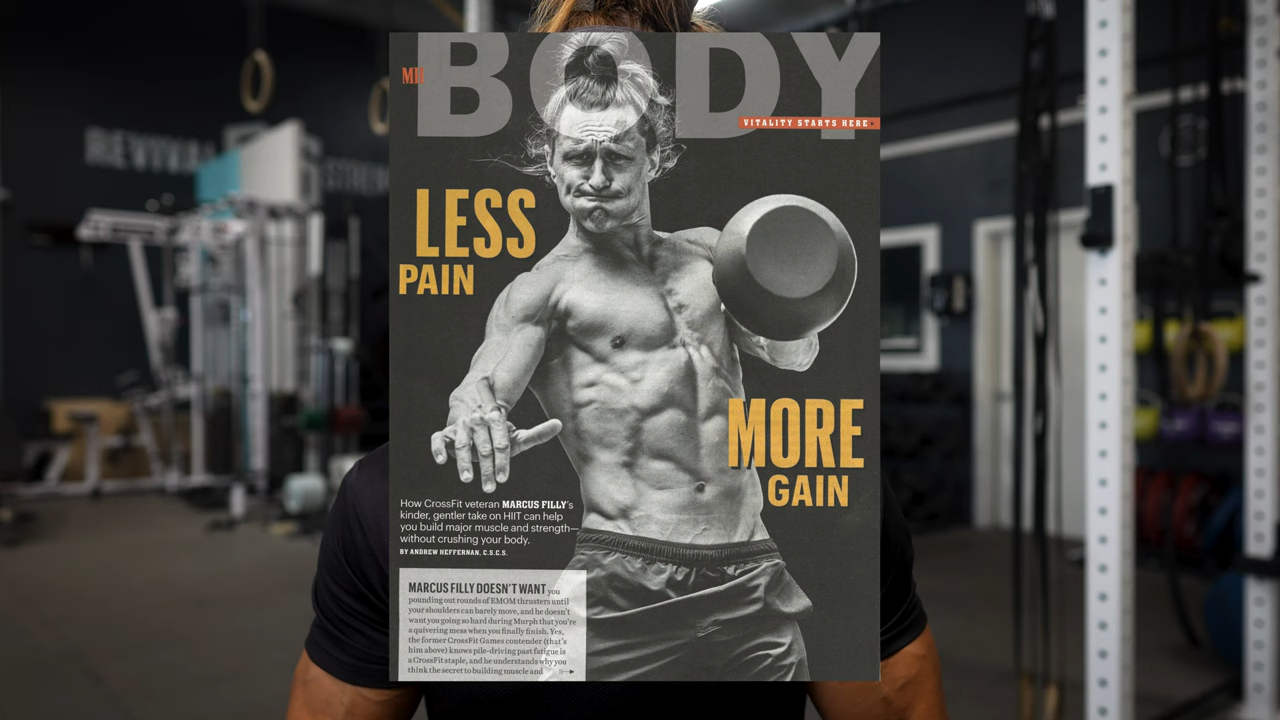 REVIVAL
STRENGTH
MH
BODY
VITALITY STARTS HERE
LESS
PAIN
MORE
GAIN
How CrossFit veteran MARCUS FILLY's
kinder, gentler take on HIIT can help
you build major muscle and strength—
without crushing your body.
BY ANDREW HEFFERNAN, C.S.C.S.
MARCUS FILLY DOESN'T WANT you
pounding out rounds of EMOM thrusters until
your shoulders can barely move, and he doesn't
want you going so hard during Murph that you're
a quivering mess when you finally finish. Yes,
the former CrossFit Games contender (that's
him above) knows pile-driving past fatigue is
a CrossFit staple, and he understands why you
think the secret to building muscle and